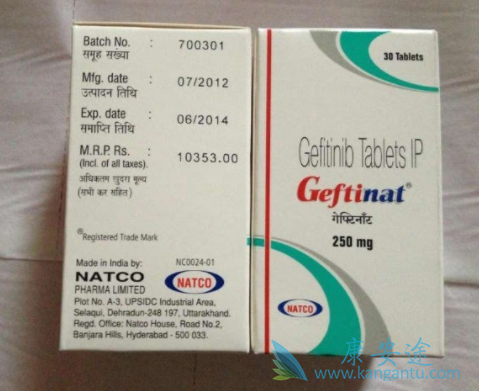 Batch No. : 700301
समूह संख्या
Mfg. date : 07/2012
उत्पादन तिथि
Exp. date : 06/2014
समाप्ति तिथि
M.R.P. Rs. : 10353.00
(Incl. of all taxes).
अधिकतम खुदरा मूल्य
(सभी कर सहित)
®Registered Trade Mark
Made in India by: NC0024-01
NATCO NATCO
PHARMA LIMITED
Plot No. A-3, UPSIDC Industrial Area,
Selaqui, Dehradun-248 197, Uttarakhand.
Regd. Office: Natco House, Road No.2,
Banjara Hills, Hyderabad - 500 033.
30 Tablets
Gefitinib Tablets IP
Geftinat®
गेफ्टिनॉट
250 mg
NATCO
康安途
www.kangantu.com